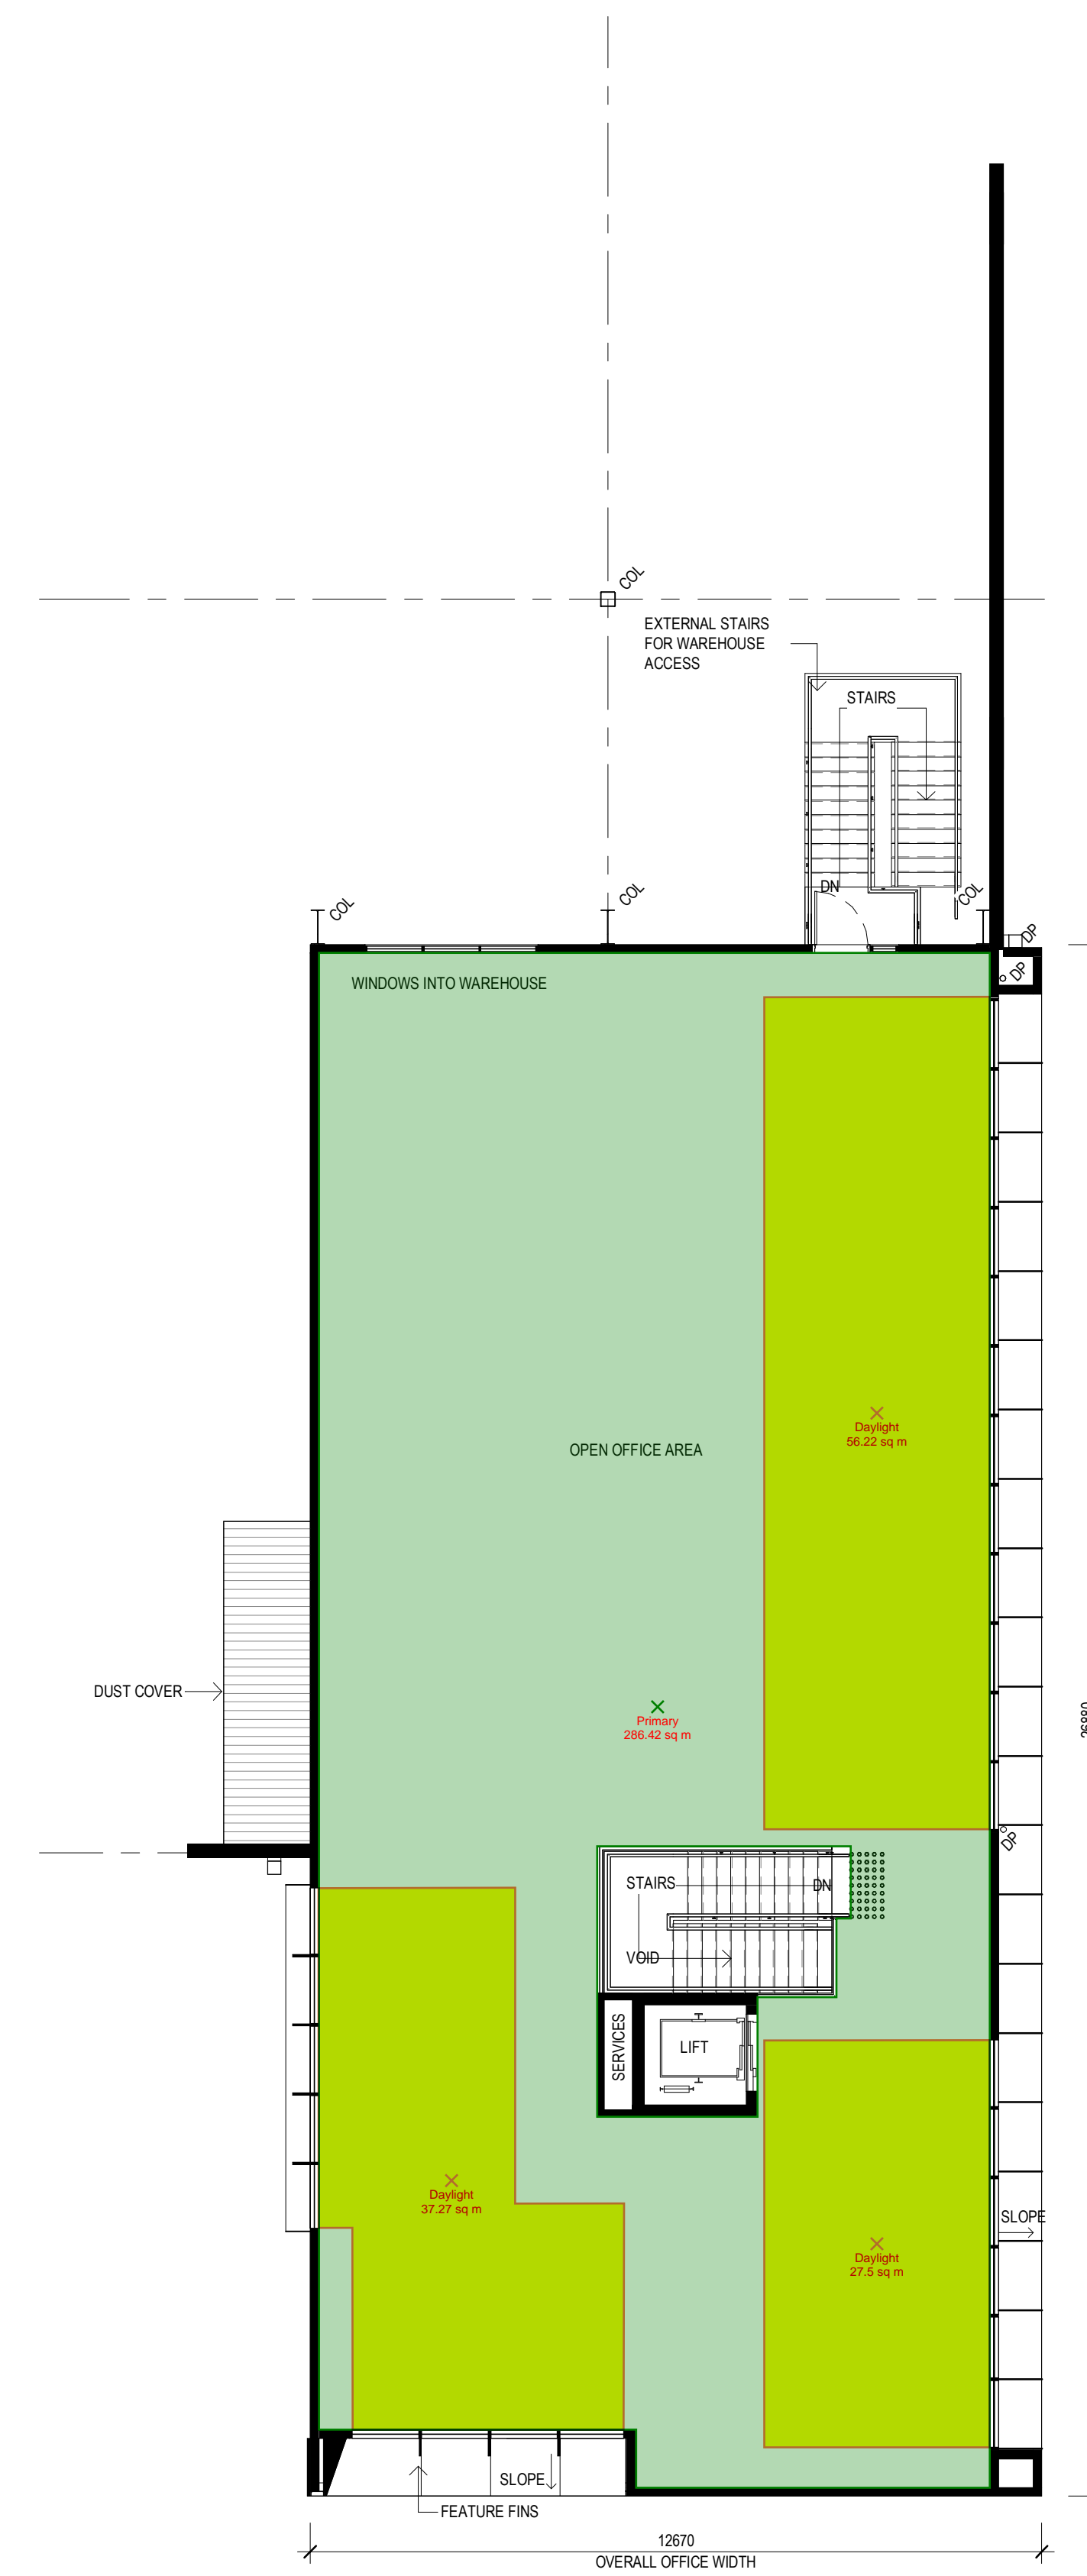 COL
EXTERNAL STAIRS
FOR WAREHOUSE
ACCESS
STAIRS
DN
COL
COL
COL
DP
DP
WINDOWS INTO WAREHOUSE
Daylight
56.22 sq m
OPEN OFFICE AREA
DUST COVER
Primary
286.42 sq m
26880
DP
STAIRS
DN
VOID
SERVICES
LIFT
Daylight
37.27 sq m
SLOPE
Daylight
27.5 sq m
SLOPE
FEATURE FINS
12670
OVERALL OFFICE WIDTH